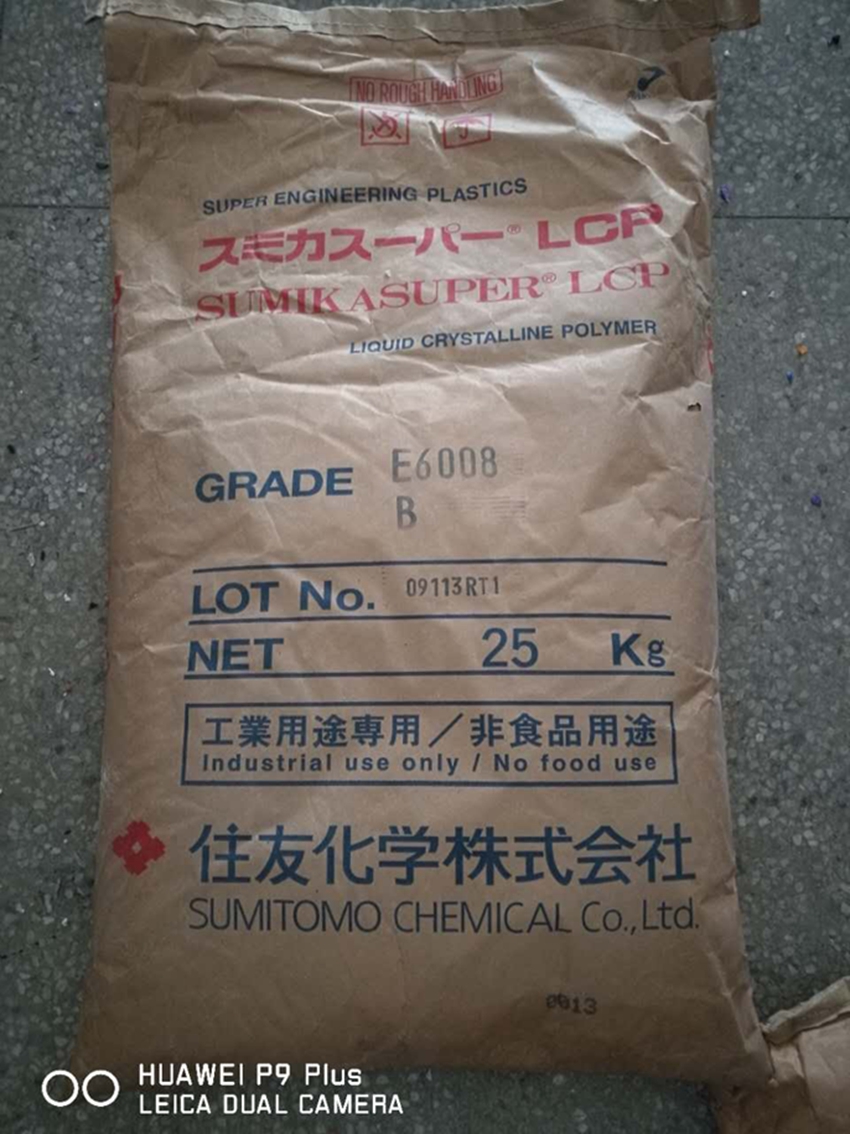 NO ROUGH HANDLING
SUPER ENGINEERING PLASTICS
スミカスーパー® LCP
SUMIKASUPER® LCP
LIQUID CRYSTALLINE POLYMER
GRADE E6008
B
LOT No. 09113RT1
NET 25 Kg
工業用途専用／非食品用途
Industrial use only / No food use
住友化学株式会社
SUMITOMO CHEMICAL Co., Ltd.
0013
HUAWEI P9 Plus
LEICA DUAL CAMERA